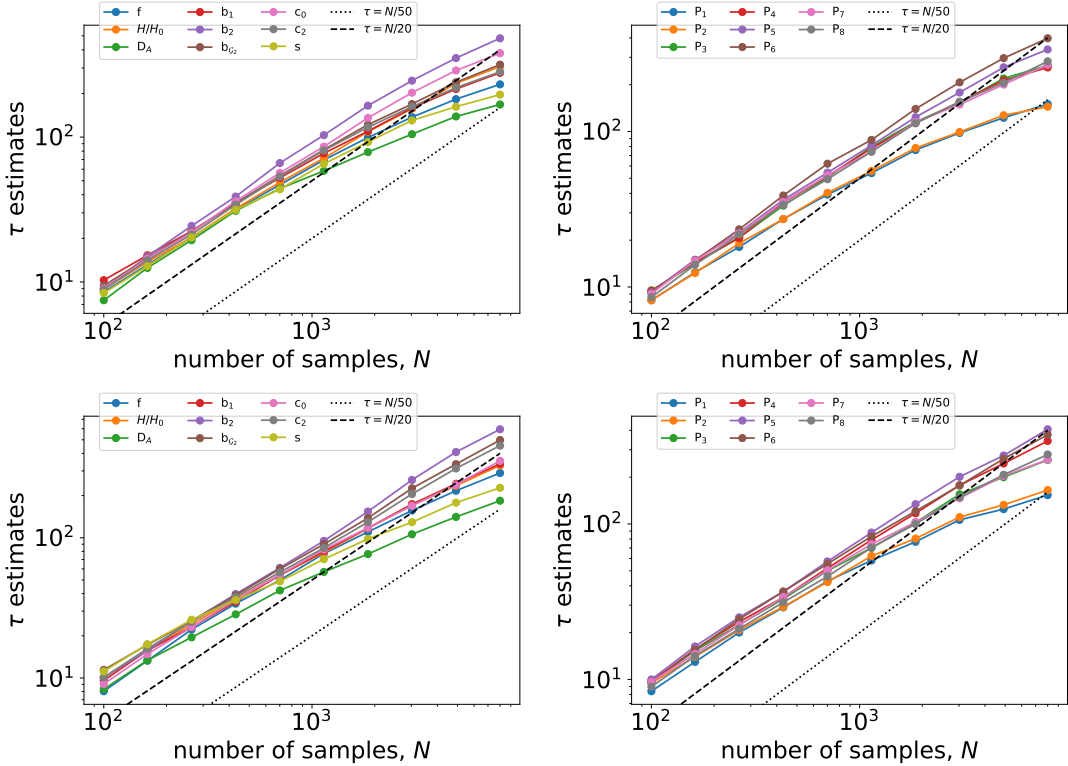 f b₁ c₀ τ = N/50
H/H₀ b₂ c₂ τ = N/20
D_A b_𝒢₂ s
τ estimates
10²
10¹
10² 10³
number of samples, N
P₁ P₄ P₇ τ = N/50
P₂ P₅ P₈ τ = N/20
P₃ P₆
τ estimates
10²
10¹
10² 10³
number of samples, N
f b₁ c₀ τ = N/50
H/H₀ b₂ c₂ τ = N/20
D_A b_𝒢₂ s
τ estimates
10²
10¹
10² 10³
number of samples, N
P₁ P₄ P₇ τ = N/50
P₂ P₅ P₈ τ = N/20
P₃ P₆
τ estimates
10²
10¹
10² 10³
number of samples, N